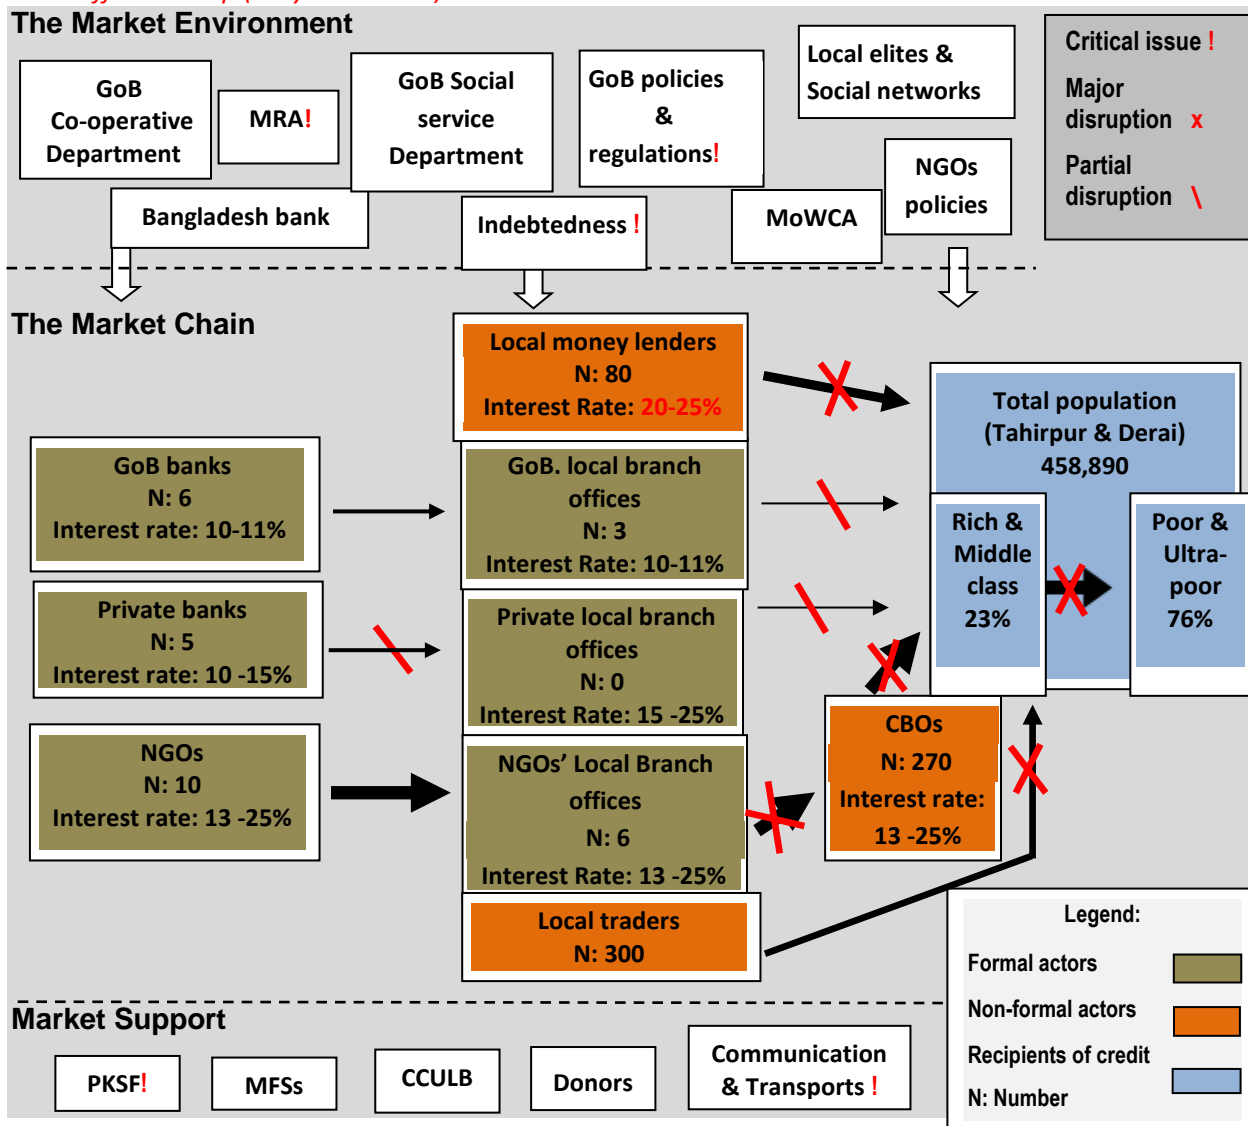 The Market Environment
GoB
Co-operative
Department
MRA!
GoB Social
service
Department
GoB policies
&
regulations!
Local elites &
Social networks
NGOs
policies
Bangladesh bank
Indebtedness !
MoWCA
Critical issue !
Major
disruption x
Partial
disruption \
The Market Chain
Local money lenders
N: 80
Interest Rate: 20-25%
GoB banks
N: 6
Interest rate: 10-11%
GoB. local branch
offices
N: 3
Interest Rate: 10-11%
Private banks
N: 5
Interest rate: 10 -15%
Private local branch
offices
N: 0
Interest Rate: 15 -25%
NGOs
N: 10
Interest rate: 13 -25%
NGOs’ Local Branch
offices
N: 6
Interest Rate: 13 -25%
Local traders
N: 300
CBOs
N: 270
Interest rate:
13 -25%
Total population
(Tahirpur & Derai)
458,890
Rich &
Middle
class
23%
Poor &
Ultra-
poor
76%
Legend:
Formal actors
Non-formal actors
Recipients of credit
N: Number
Market Support
PKSF!
MFSs
CCULB
Donors
Communication
& Transports !